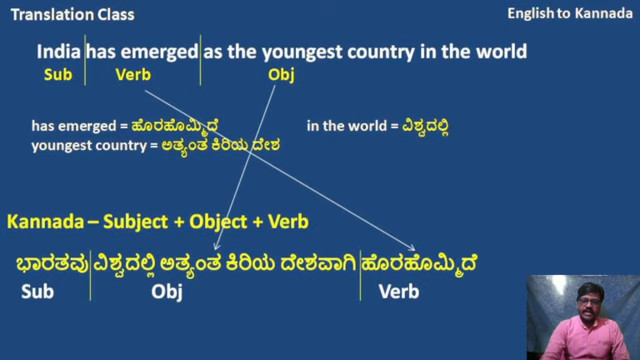 Translation Class
English to Kannada
India has emerged as the youngest country in the world
Sub Verb Obj
has emerged = ಹೊರಹೊಮ್ಮಿದೆ in the world = ವಿಶ್ವದಲ್ಲಿ
youngest country = ಅತ್ಯಂತ ಕಿರಿಯ ದೇಶ
Kannada – Subject + Object + Verb
ಭಾರತವು ವಿಶ್ವದಲ್ಲಿ ಅತ್ಯಂತ ಕಿರಿಯ ದೇಶವಾಗಿ ಹೊರಹೊಮ್ಮಿದೆ
Sub Obj Verb